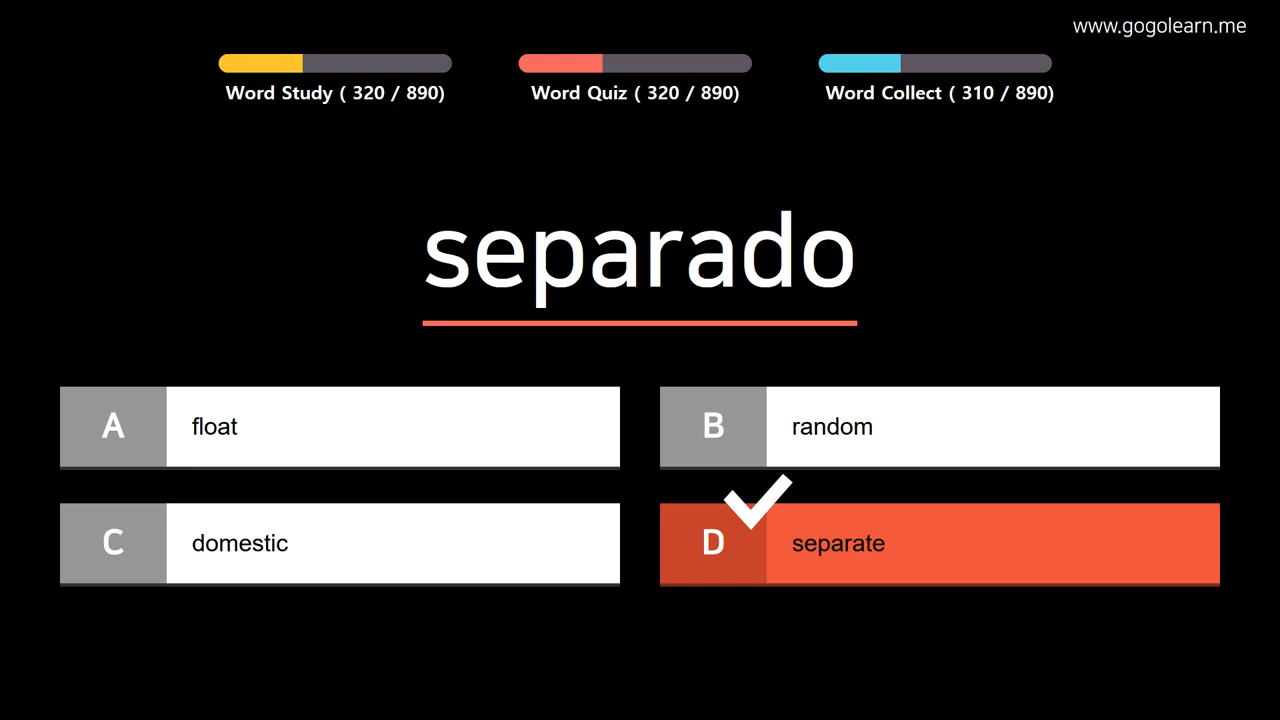 www.gogolearn.me
Word Study ( 320 / 890)
Word Quiz ( 320 / 890)
Word Collect ( 310 / 890)
separado
A float
B random
C domestic
D separate